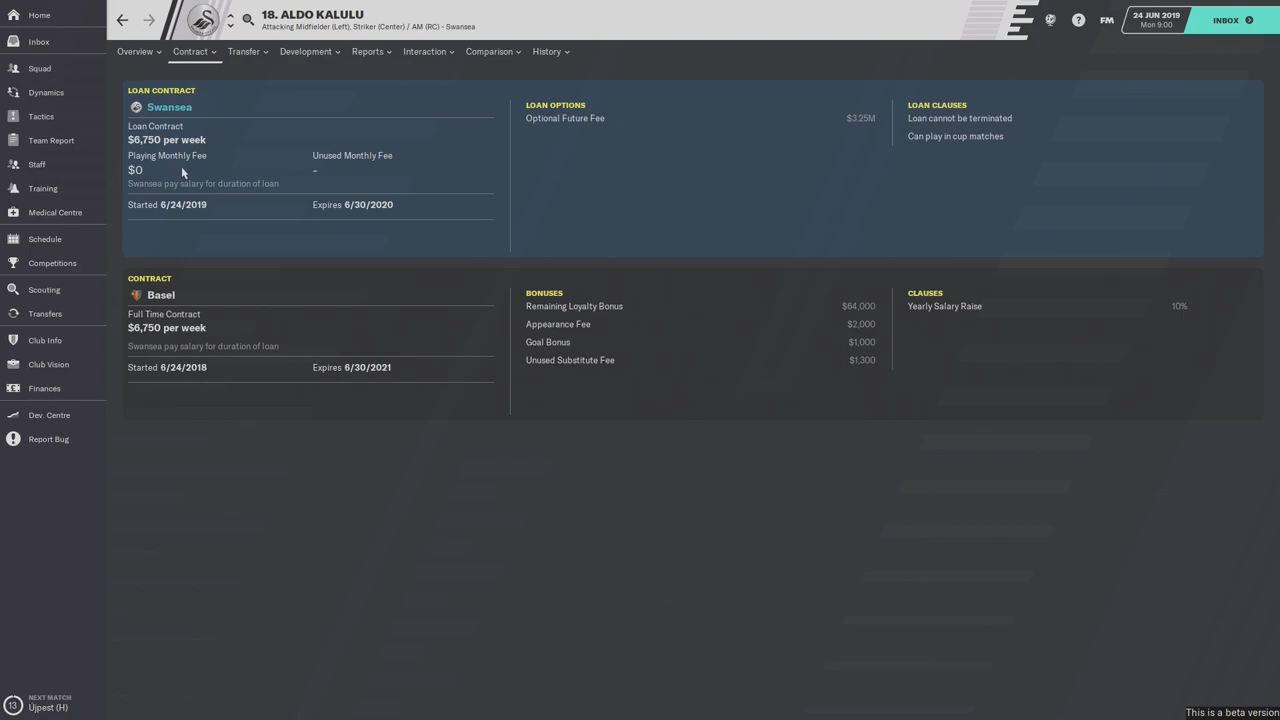 Home
Inbox
Squad
Dynamics
Tactics
Team Report
Staff
Training
Medical Centre
Schedule
Competitions
Scouting
Transfers
Club Info
Club Vision
Finances
Dev. Centre
Report Bug
13
NEXT MATCH
Újpest (H)
18. ALDO KALULU
Attacking Midfielder (Left), Striker (Center) / AM (RC) - Swansea
?
FM
24 JUN 2019
Mon 9:00
INBOX
Overview
Contract
Transfer
Development
Reports
Interaction
Comparison
History
LOAN CONTRACT
Swansea
Loan Contract
$6,750 per week
Playing Monthly Fee
Unused Monthly Fee
$0
-
Swansea pay salary for duration of loan
Started 6/24/2019
Expires 6/30/2020
LOAN OPTIONS
Optional Future Fee
$3.25M
LOAN CLAUSES
Loan cannot be terminated
Can play in cup matches
CONTRACT
Basel
Full Time Contract
$6,750 per week
Swansea pay salary for duration of loan
Started 6/24/2018
Expires 6/30/2021
BONUSES
Remaining Loyalty Bonus
$64,000
Appearance Fee
$2,000
Goal Bonus
$1,000
Unused Substitute Fee
$1,300
CLAUSES
Yearly Salary Raise
10%
This is a beta version